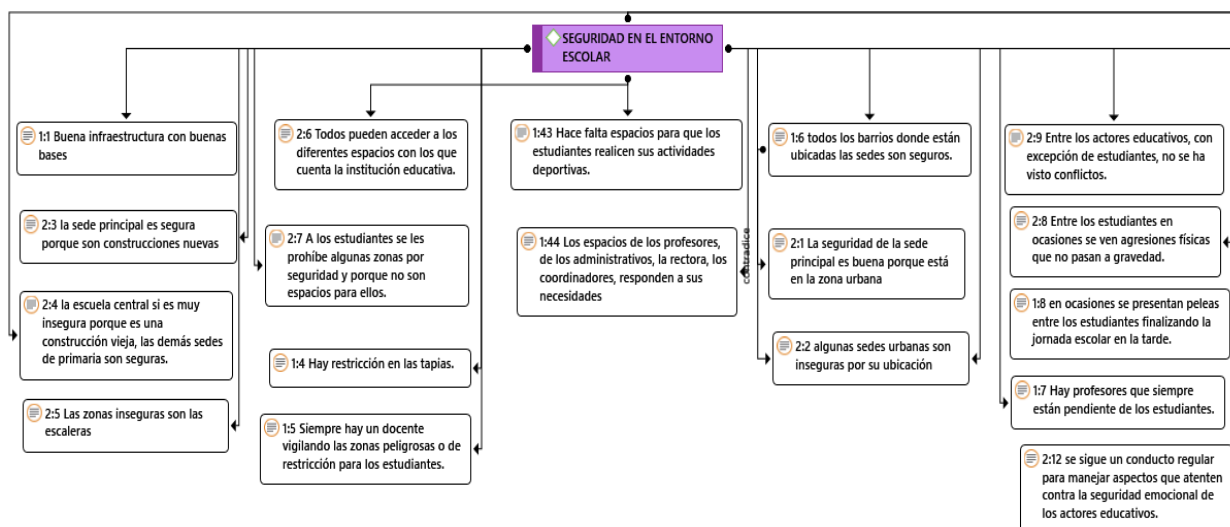 SEGURIDAD EN EL ENTORNO
ESCOLAR
1:1 Buena infraestructura con buenas
bases
2:3 la sede principal es segura
porque son construcciones nuevas
2:4 la escuela central si es muy
insegura porque es una
construcción vieja, las demás sedes
de primaria son seguras.
2:5 Las zonas inseguras son las
escaleras
2:6 Todos pueden acceder a los
diferentes espacios con los que
cuenta la institución educativa.
2:7 A los estudiantes se les
prohíbe algunas zonas por
seguridad y porque no son
espacios para ellos.
1:4 Hay restricción en las tapias.
1:5 Siempre hay un docente
vigilando las zonas peligrosas o de
restricción para los estudiantes.
1:43 Hace falta espacios para que los
estudiantes realicen sus actividades
deportivas.
1:44 Los espacios de los profesores,
de los administrativos, la rectora, los
coordinadores, responden a sus
necesidades
contradice
1:6 todos los barrios donde están
ubicadas las sedes son seguros.
2:1 La seguridad de la sede
principal es buena porque está
en la zona urbana
2:2 algunas sedes urbanas son
inseguras por su ubicación
2:9 Entre los actores educativos, con
excepción de estudiantes, no se ha
visto conflictos.
2:8 Entre los estudiantes en
ocasiones se ven agresiones físicas
que no pasan a gravedad.
1:8 en ocasiones se presentan peleas
entre los estudiantes finalizando la
jornada escolar en la tarde.
1:7 Hay profesores que siempre
están pendiente de los estudiantes.
2:12 se sigue un conducto regular
para manejar aspectos que atenten
contra la seguridad emocional de
los actores educativos.